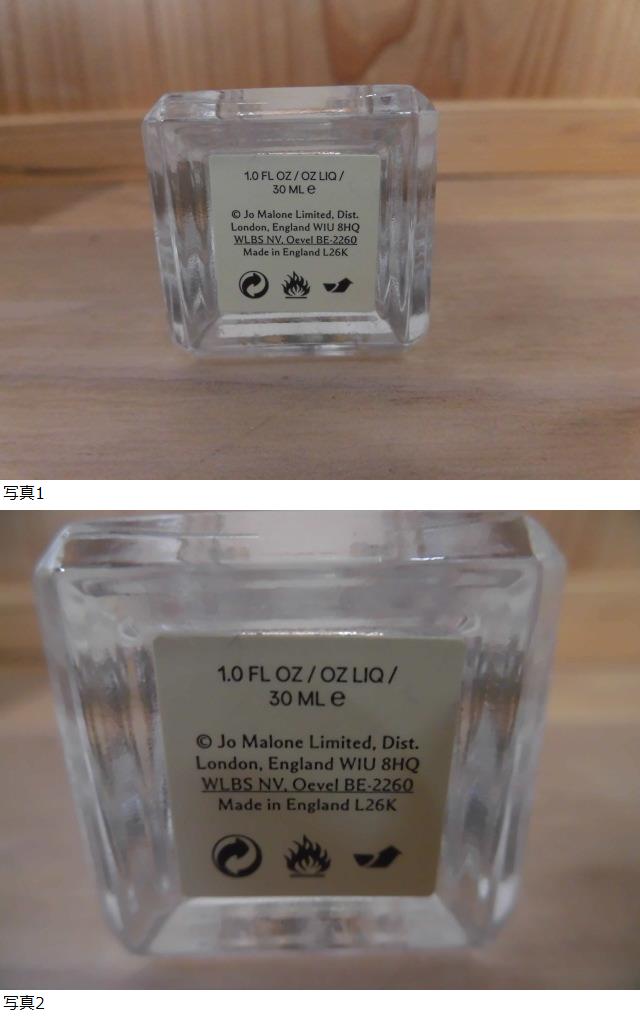 1.0 FL OZ / OZ LIQ /
30 ML ℮
© Jo Malone Limited, Dist.
London, England WIU 8HQ
WLBS NV, Oevel BE-2260
Made in England L26K
写真1
1.0 FL OZ / OZ LIQ /
30 ML ℮
© Jo Malone Limited, Dist.
London, England WIU 8HQ
WLBS NV, Oevel BE-2260
Made in England L26K
写真2